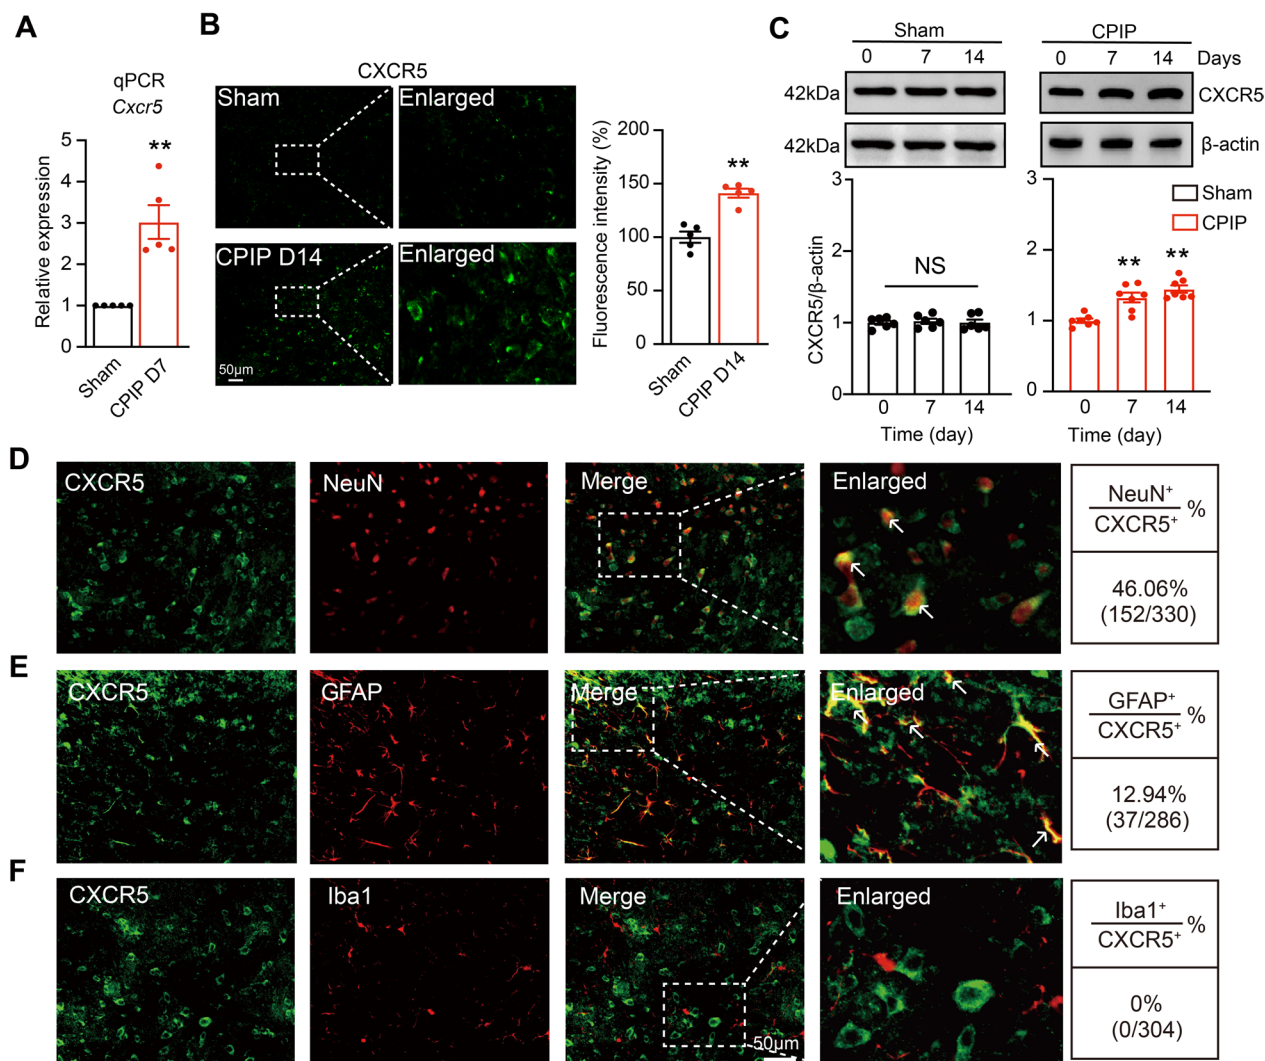 A
qPCR
Cxcr5
Relative expression
5
4
3
2
1
0
**
Sham
CPIP D7
B
CXCR5
Sham
Enlarged
CPIP D14
Enlarged
50μm
Fluorescence intensity (%)
200
150
100
50
0
**
Sham
CPIP D14
C
Sham
CPIP
0 7 14
0 7 14 Days
42kDa
CXCR5
42kDa
β-actin
CXCR5/β-actin
3
2
1
0
NS
0 7 14
Time (day)
3
2
1
0
** **
Sham
CPIP
0 7 14
Time (day)
D
CXCR5
NeuN
Merge
Enlarged
NeuN⁺
CXCR5⁺ %
46.06%
(152/330)
E
CXCR5
GFAP
Merge
Enlarged
GFAP⁺
CXCR5⁺ %
12.94%
(37/286)
F
CXCR5
Iba1
Merge
Enlarged
50μm
Iba1⁺
CXCR5⁺ %
0%
(0/304)